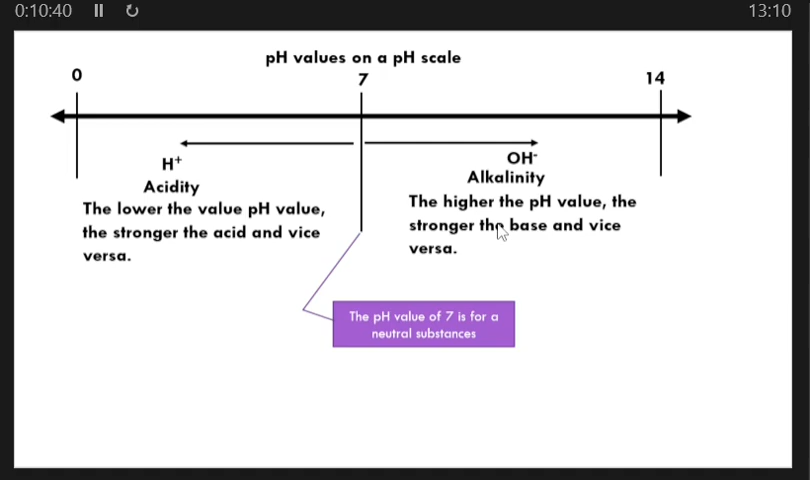 0:10:40
13:10
pH values on a pH scale
0
7
14
H+
Acidity
The lower the value pH value,
the stronger the acid and vice
versa.
OH-
Alkalinity
The higher the pH value, the
stronger the base and vice
versa.
The pH value of 7 is for a
neutral substances